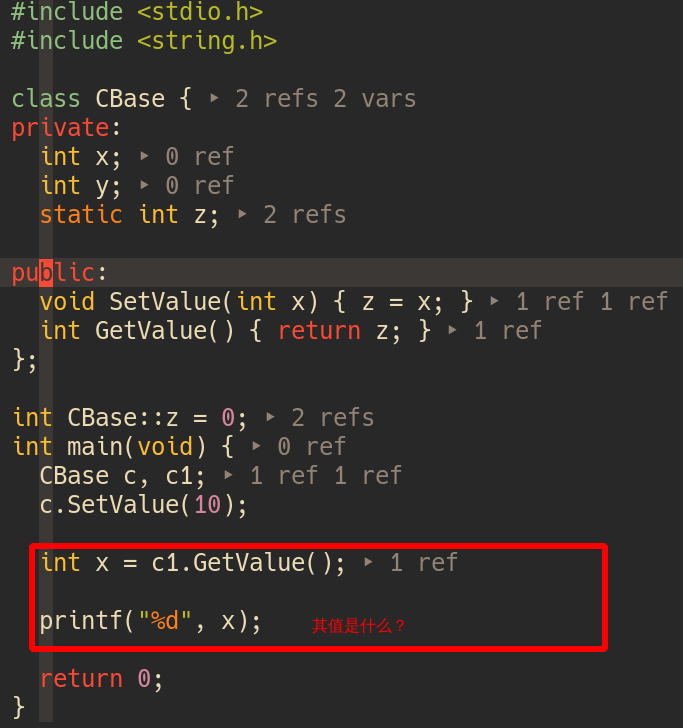 #include <stdio.h>
#include <string.h>
class CBase { ▸ 2 refs 2 vars
private:
  int x; ▸ 0 ref
  int y; ▸ 0 ref
  static int z; ▸ 2 refs
public:
  void SetValue(int x) { z = x; } ▸ 1 ref 1 ref
  int GetValue() { return z; } ▸ 1 ref
};
int CBase::z = 0; ▸ 2 refs
int main(void) { ▸ 0 ref
  CBase c, c1; ▸ 1 ref 1 ref
  c.SetValue(10);
  int x = c1.GetValue(); ▸ 1 ref
  printf("%d", x); 其值是什么？
  return 0;
}